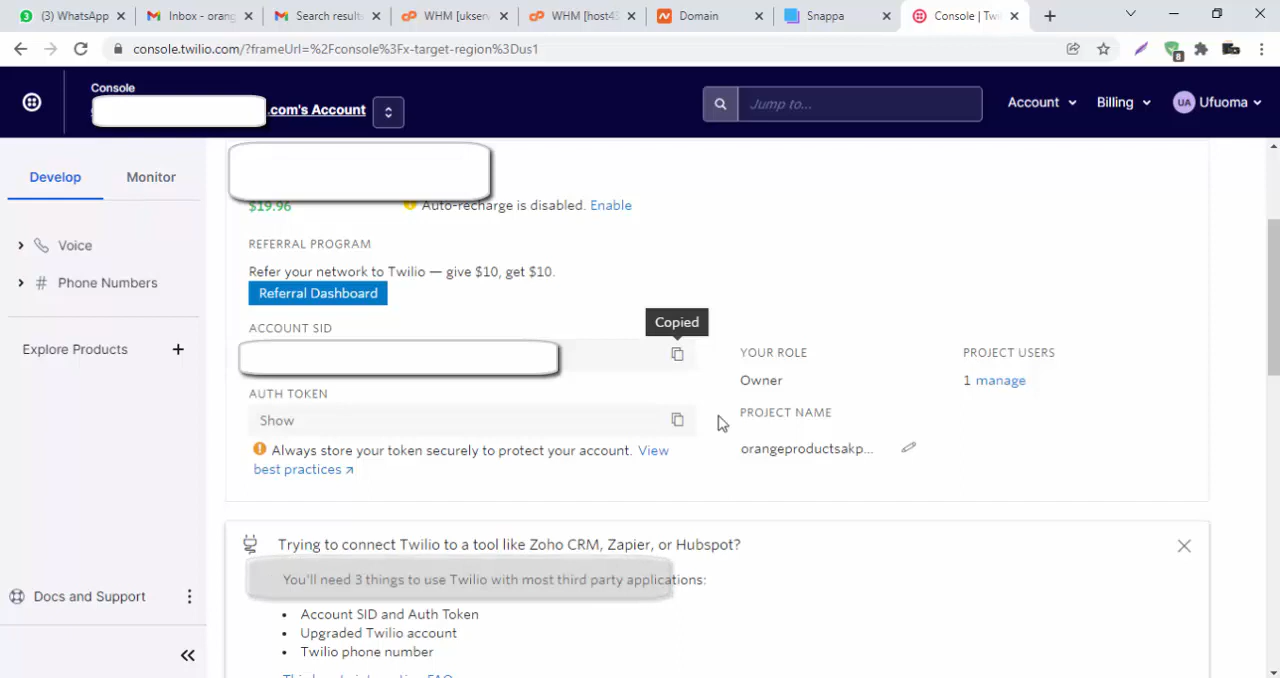 (3) WhatsApp
Inbox - orang
Search results
WHM [ukserv
WHM [host43
Domain
Snappa
Console | Twi
console.twilio.com/?frameUrl=%2Fconsole%3Fx-target-region%3Dus1
8
Console
.com's Account
Jump to...
Account
Billing
UA
Ufuoma
Develop
Monitor
$19.96
Auto-recharge is disabled. Enable
Voice
REFERRAL PROGRAM
Refer your network to Twilio — give $10, get $10.
Phone Numbers
Referral Dashboard
ACCOUNT SID
Copied
Explore Products
YOUR ROLE
PROJECT USERS
Owner
1 manage
AUTH TOKEN
PROJECT NAME
Show
Always store your token securely to protect your account. View
best practices
orangeproductsakp...
Trying to connect Twilio to a tool like Zoho CRM, Zapier, or Hubspot?
You'll need 3 things to use Twilio with most third party applications:
Docs and Support
• Account SID and Auth Token
• Upgraded Twilio account
• Twilio phone number